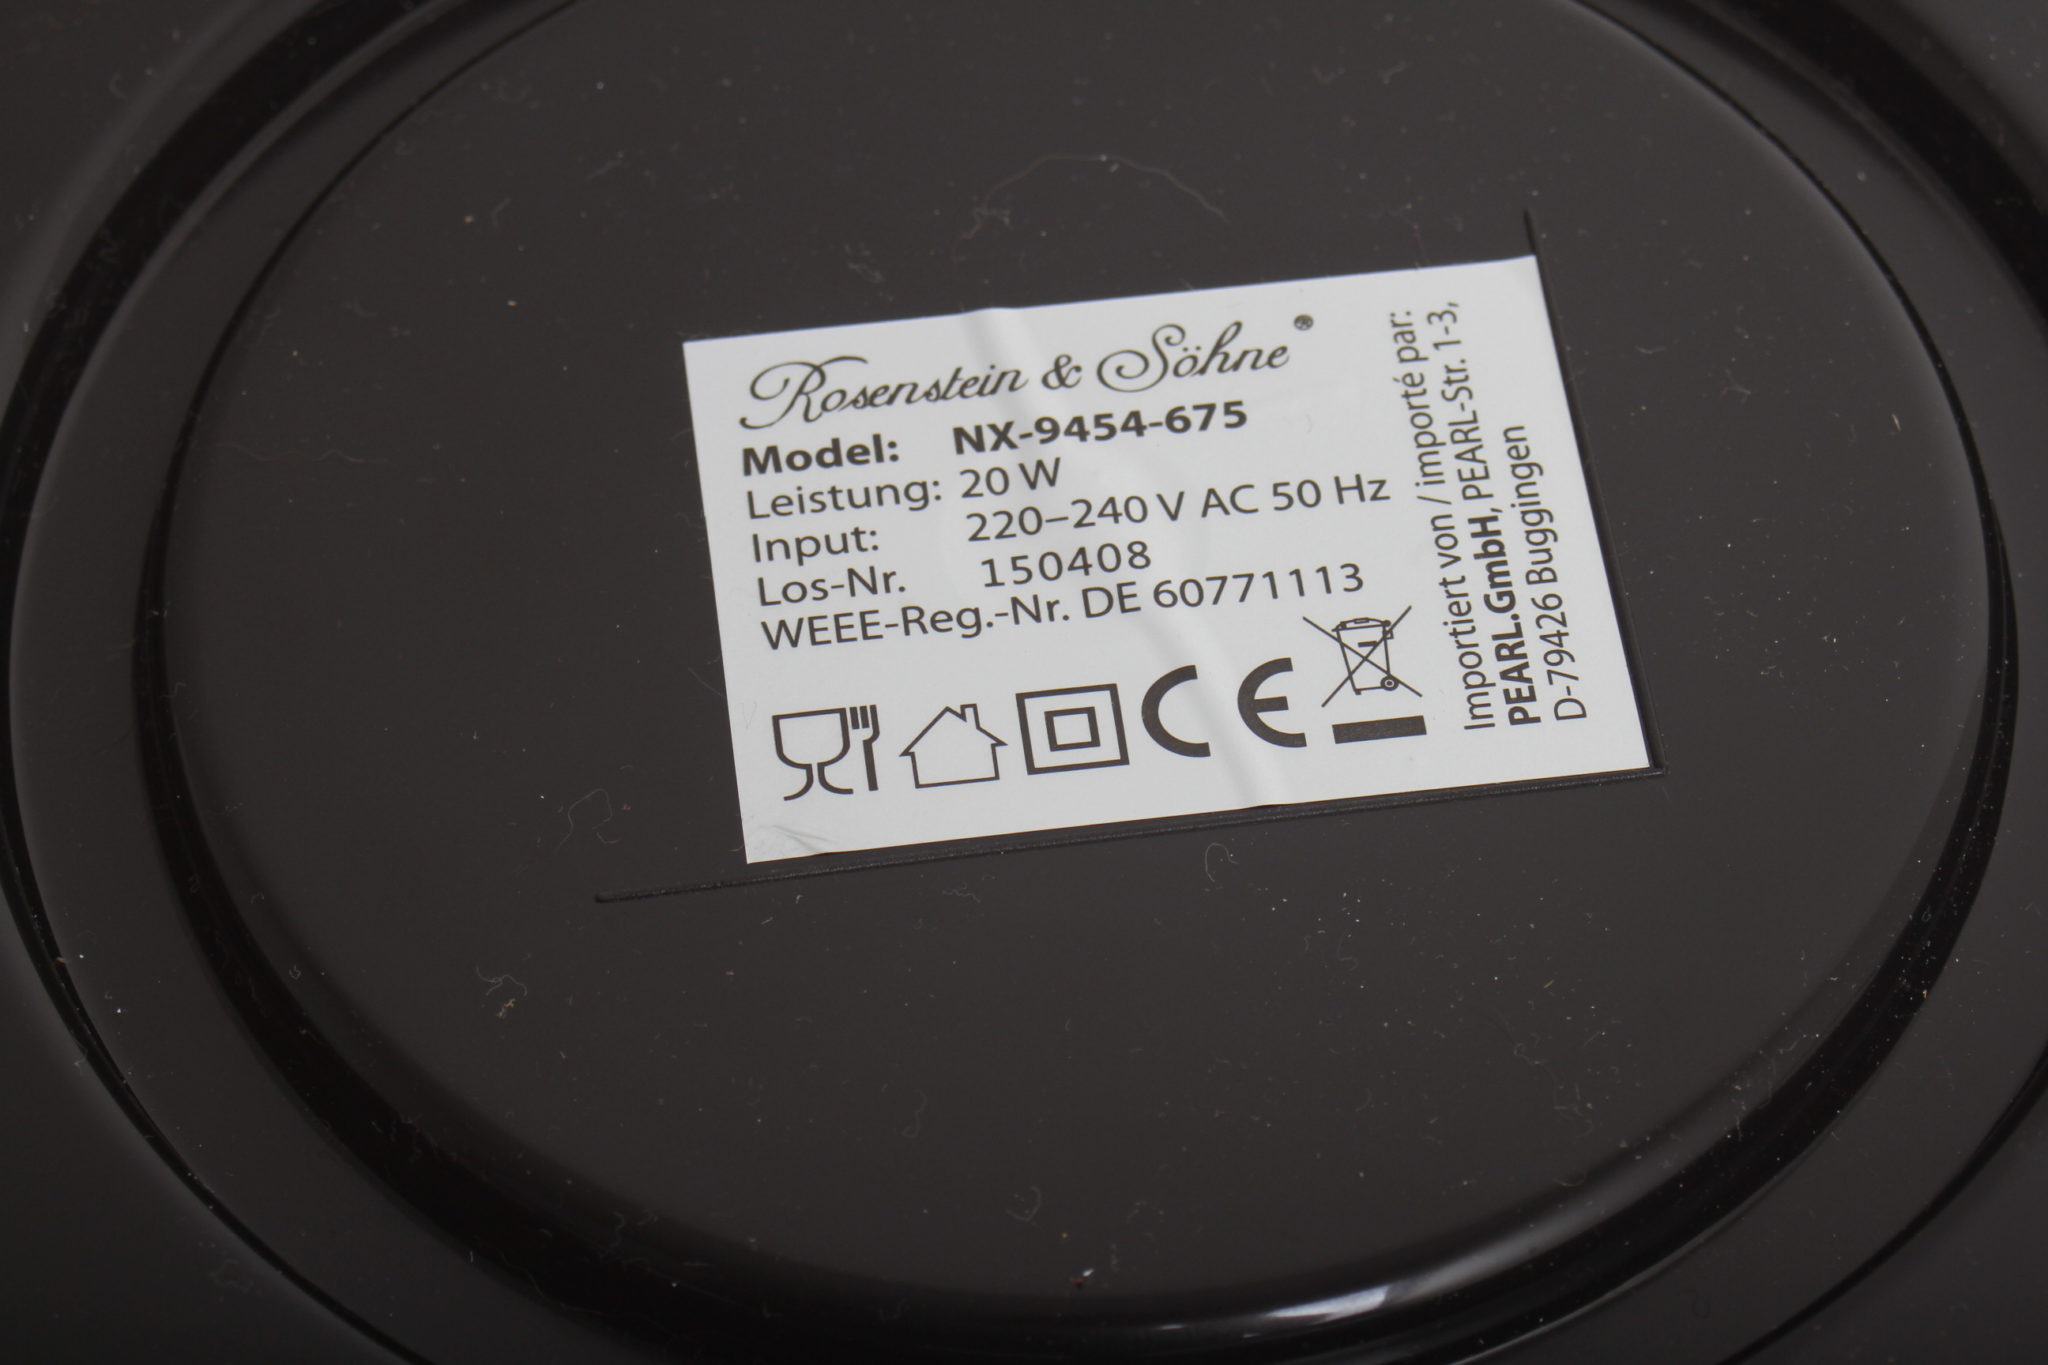 Rosenstein & Söhne®
Model: NX-9454-675
Leistung: 20 W
Input: 220–240 V AC 50 Hz
Los-Nr. 150408
WEEE-Reg.-Nr. DE 60771113
CE
Importiert von / importé par:
PEARL.GmbH, PEARL-Str. 1-3,
D-79426 Buggingen